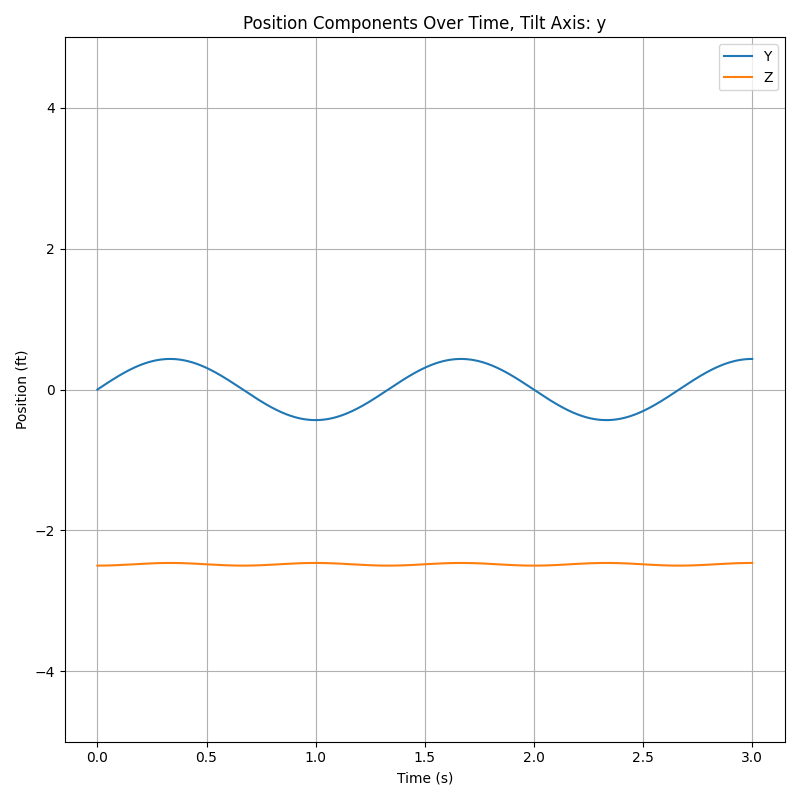 Position Components Over Time, Tilt Axis: y
Y
Z
4
2
0
−2
−4
Position (ft)
0.0 0.5 1.0 1.5 2.0 2.5 3.0
Time (s)